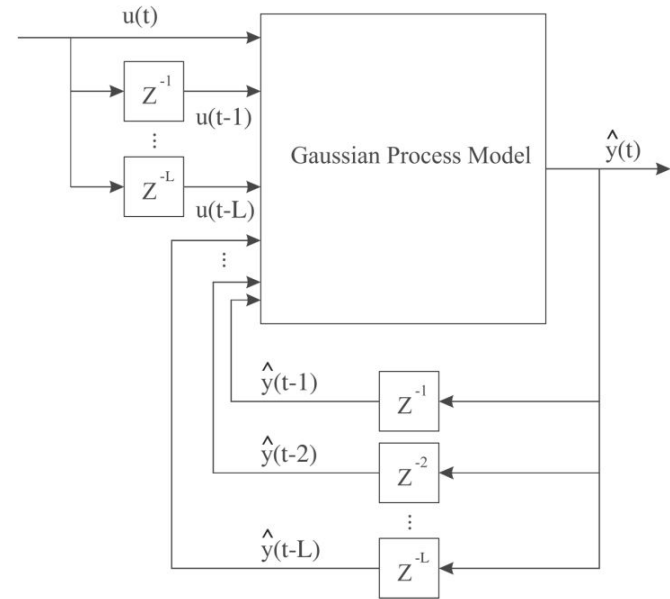 u(t)
Z⁻¹
u(t-1)
⋮
Z⁻ᴸ
u(t-L)
⋮
Gaussian Process Model
ŷ(t)
ŷ(t-1)
Z⁻¹
ŷ(t-2)
Z⁻²
⋮
ŷ(t-L)
Z⁻ᴸ